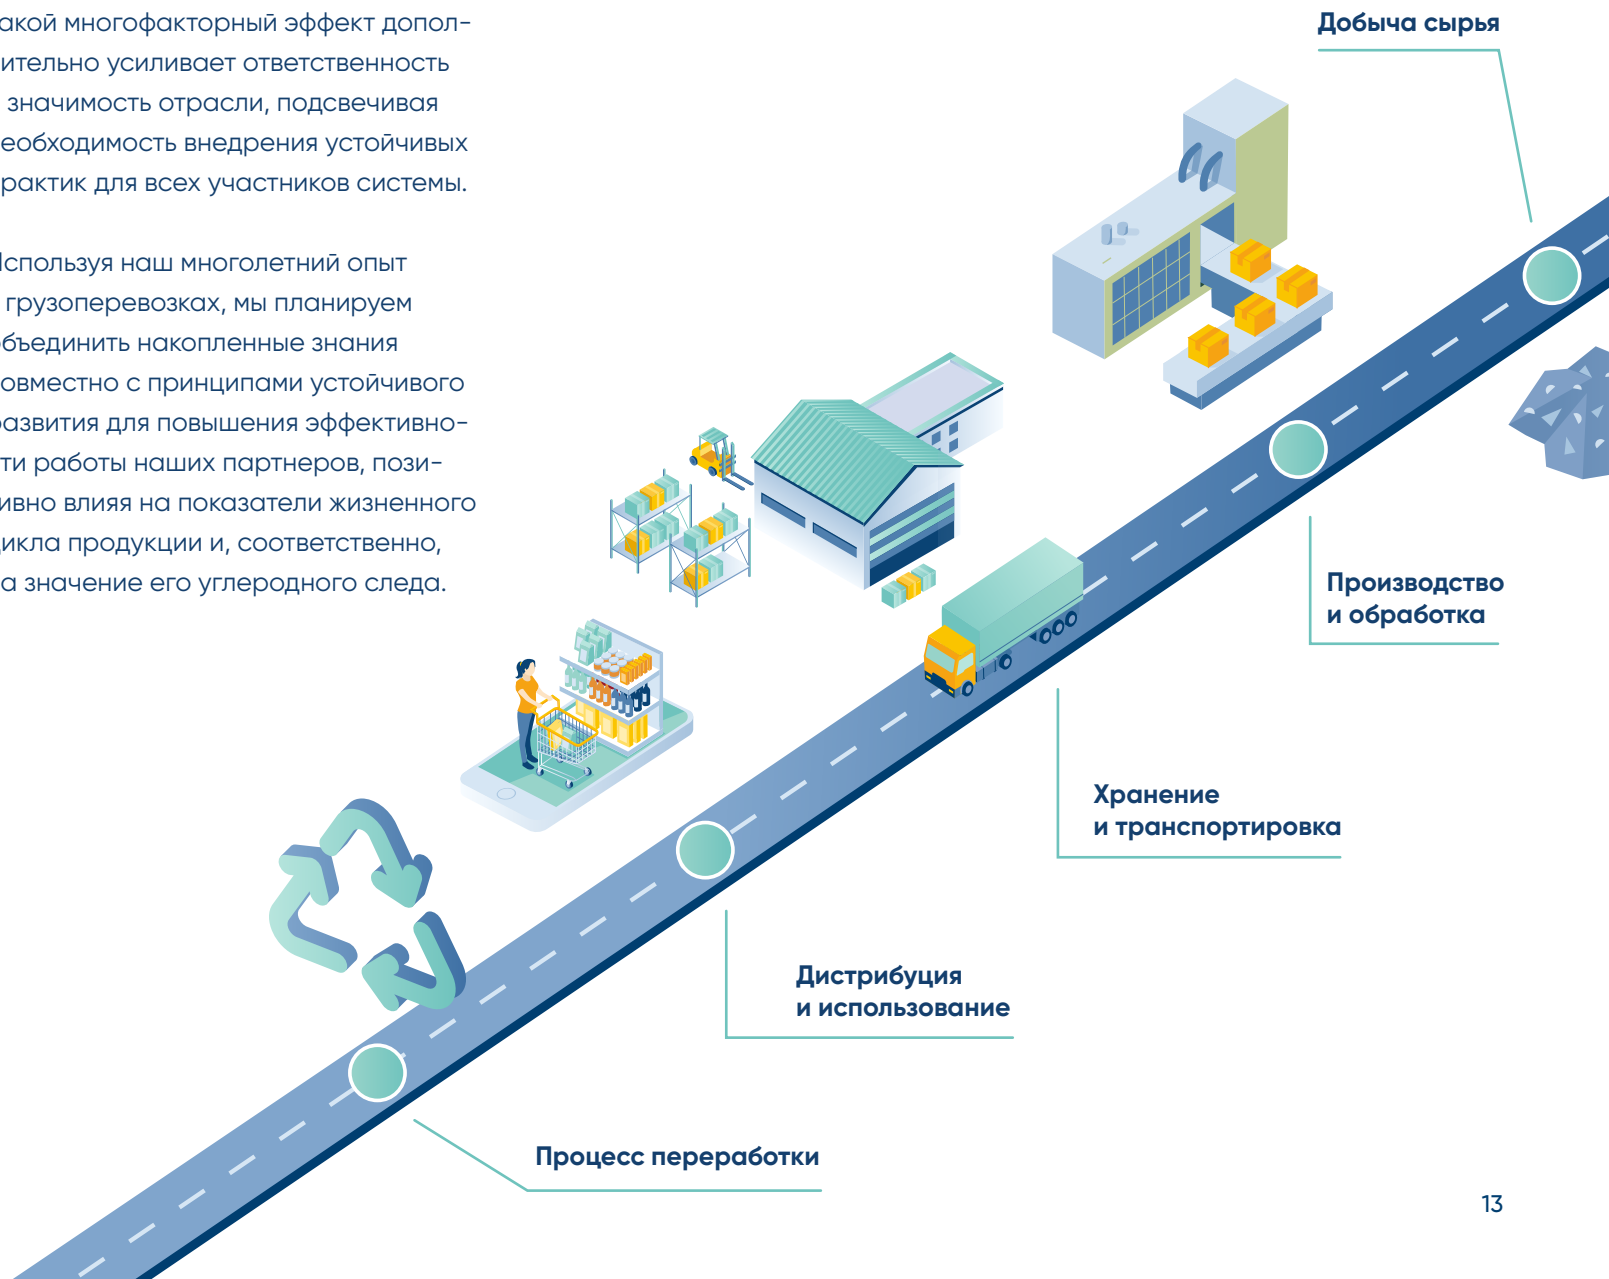 акой многофакторный эффект допол-
ительно усиливает ответственность
значимость отрасли, подсвечивая
еобходимость внедрения устойчивых
рактик для всех участников системы.
спользуя наш многолетний опыт
грузоперевозках, мы планируем
бъединить накопленные знания
овместно с принципами устойчивого
развития для повышения эффективно-
ти работы наших партнеров, пози-
ивно влияя на показатели жизненного
икла продукции и, соответственно,
а значение его углеродного следа.
Добыча сырья
Производство
и обработка
Хранение
и транспортировка
Дистрибуция
и использование
Процесс переработки
13